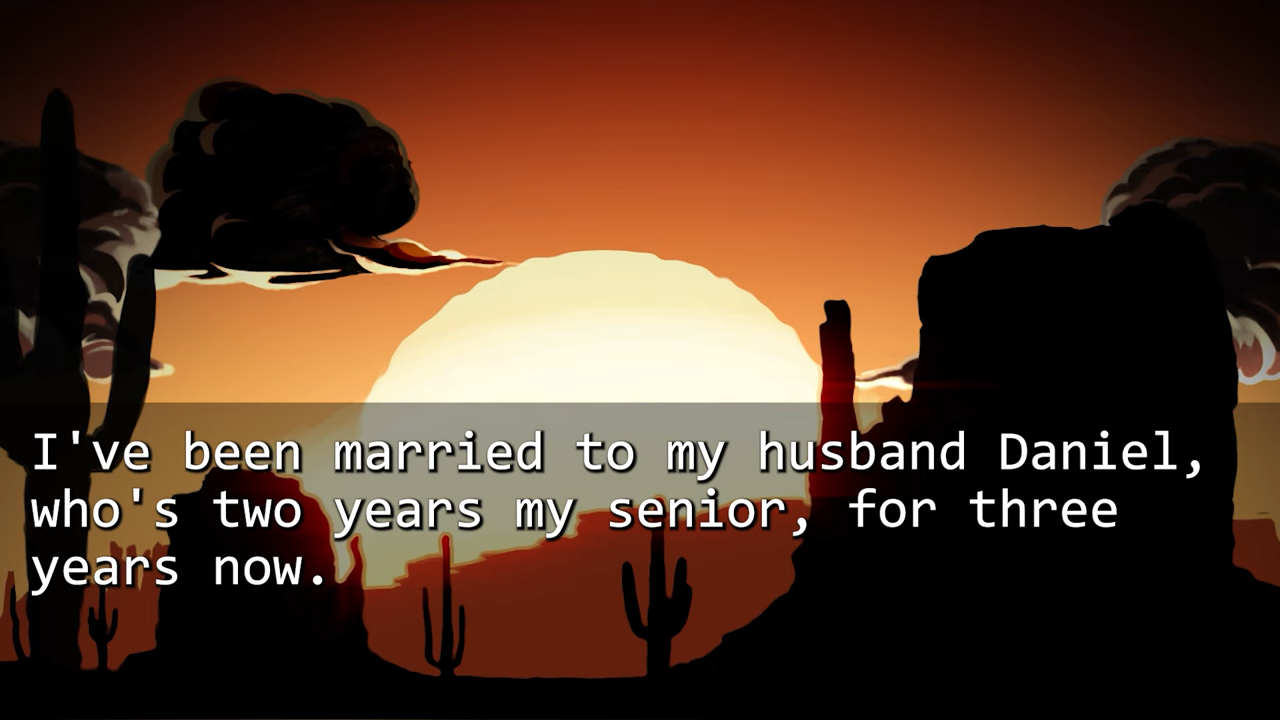 I've been married to my husband Daniel,
who's two years my senior, for three
years now.